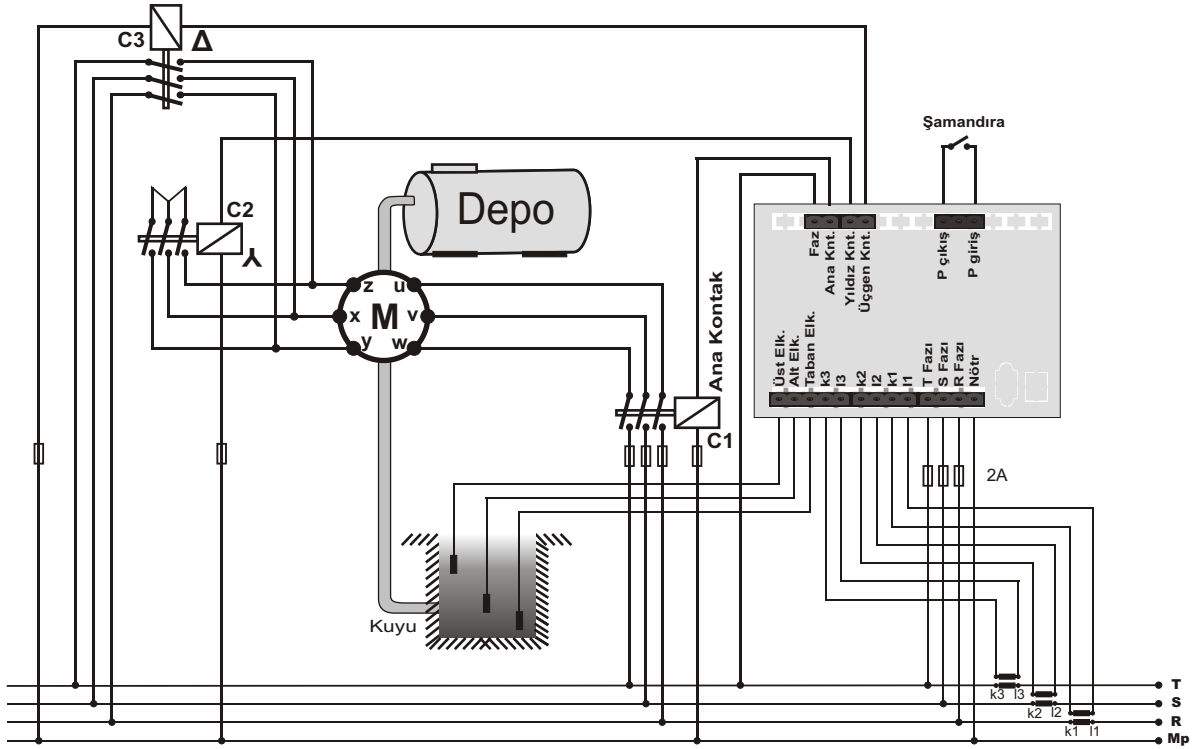 C3 Δ
Şamandıra
C2
Depo
Faz
Ana Knt.
Yıldız Knt.
Üçgen Knt.
P çıkış
P giriş
z u
x M v
y w
Ana Kontak
Üst Elk.
Alt Elk.
Taban Elk.
k3
l3
k2
l2
k1
l1
T Fazı
S Fazı
R Fazı
Nötr
C1
2A
Kuyu
k3 l3
k2 l2
k1 l1
T
S
R
Mp